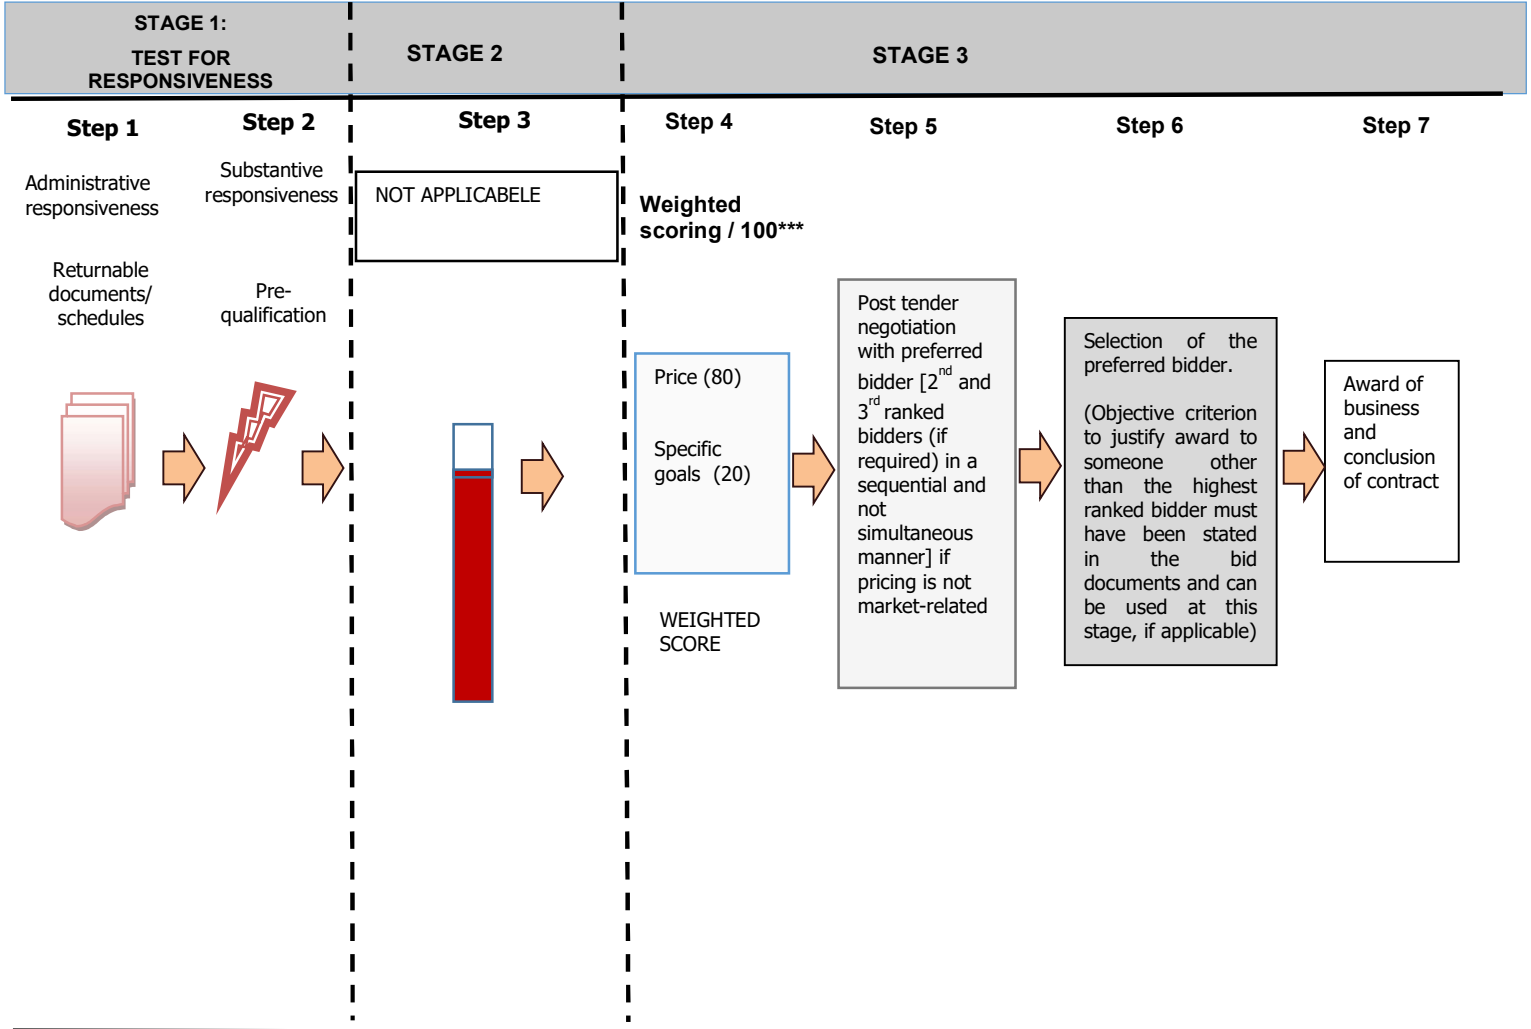 STAGE 1:
TEST FOR
RESPONSIVENESS
STAGE 2
STAGE 3
Step 1
Step 2
Step 3
Step 4
Step 5
Step 6
Step 7
Administrative
responsiveness
Substantive
responsiveness
NOT APPLICABELE
Weighted
scoring / 100***
Returnable
documents/
schedules
Pre-
qualification
Price (80)
Specific
goals (20)
WEIGHTED
SCORE
Post tender
negotiation
with preferred
bidder [2nd and
3rd ranked
bidders (if
required) in a
sequential and
not
simultaneous
manner] if
pricing is not
market-related
Selection of the
preferred bidder.
(Objective criterion
to justify award to
someone other
than the highest
ranked bidder must
have been stated
in the bid
documents and can
be used at this
stage, if applicable)
Award of
business
and
conclusion
of contract